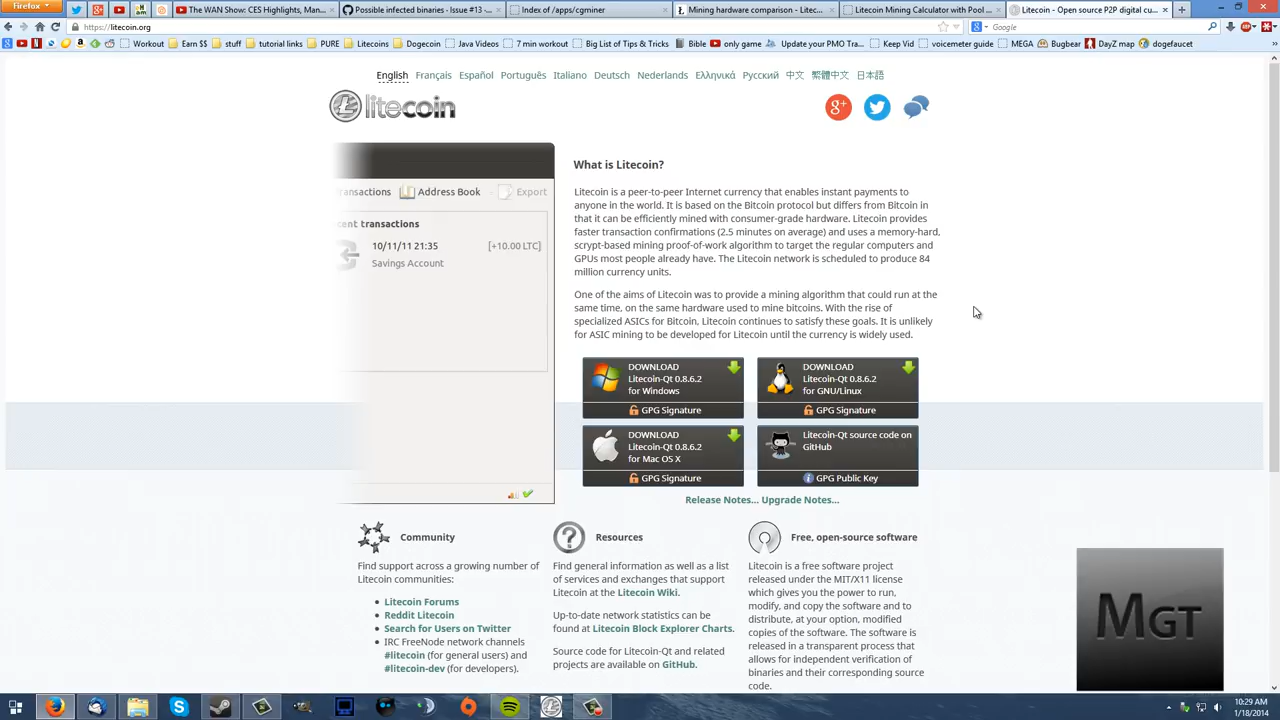 Firefox
The WAN Show: CES Highlights, Man...
Possible infected binaries · Issue #13 · ...
Index of /apps/cgminer
Mining hardware comparison - Litec...
Litecoin Mining Calculator with Pool ...
Litecoin - Open source P2P digital cu...
https://litecoin.org
Google
Workout
Earn $$
stuff
tutorial links
PURE
Litecoins
Dogecoin
Java Videos
7 min workout
Big List of Tips & Tricks
Bible
only game
Update your PMO Tra...
Keep Vid
voicemeter guide
MEGA
Bugbear
DayZ map
dogefaucet
English Français Español Português Italiano Deutsch Nederlands Ελληνικά Русский 中文 繁體中文 日本語
litecoin
ransactions
Address Book
Export
cent transactions
10/11/11 21:35
[+10.00 LTC]
Savings Account
What is Litecoin?
Litecoin is a peer-to-peer Internet currency that enables instant payments to
anyone in the world. It is based on the Bitcoin protocol but differs from Bitcoin in
that it can be efficiently mined with consumer-grade hardware. Litecoin provides
faster transaction confirmations (2.5 minutes on average) and uses a memory-hard,
scrypt-based mining proof-of-work algorithm to target the regular computers and
GPUs most people already have. The Litecoin network is scheduled to produce 84
million currency units.
One of the aims of Litecoin was to provide a mining algorithm that could run at the
same time, on the same hardware used to mine bitcoins. With the rise of
specialized ASICs for Bitcoin, Litecoin continues to satisfy these goals. It is unlikely
for ASIC mining to be developed for Litecoin until the currency is widely used.
DOWNLOAD
Litecoin-Qt 0.8.6.2
for Windows
GPG Signature
DOWNLOAD
Litecoin-Qt 0.8.6.2
for GNU/Linux
GPG Signature
DOWNLOAD
Litecoin-Qt 0.8.6.2
for Mac OS X
GPG Signature
Litecoin-Qt source code on
GitHub
GPG Public Key
Release Notes... Upgrade Notes...
Community
Find support across a growing number of
Litecoin communities:
Litecoin Forums
Reddit Litecoin
Search for Users on Twitter
IRC FreeNode network channels
#litecoin (for general users) and
#litecoin-dev (for developers).
Resources
Find general information as well as a list
of services and exchanges that support
Litecoin at the Litecoin Wiki.
Up-to-date network statistics can be
found at Litecoin Block Explorer Charts.
Source code for Litecoin-Qt and related
projects are available on GitHub.
Free, open-source software
Litecoin is a free software project
released under the MIT/X11 license
which gives you the power to run,
modify, and copy the software and to
distribute, at your option, modified
copies of the software. The software is
released in a transparent process that
allows for independent verification of
binaries and their corresponding source
code.
MGT
10:29 AM
1/18/2014